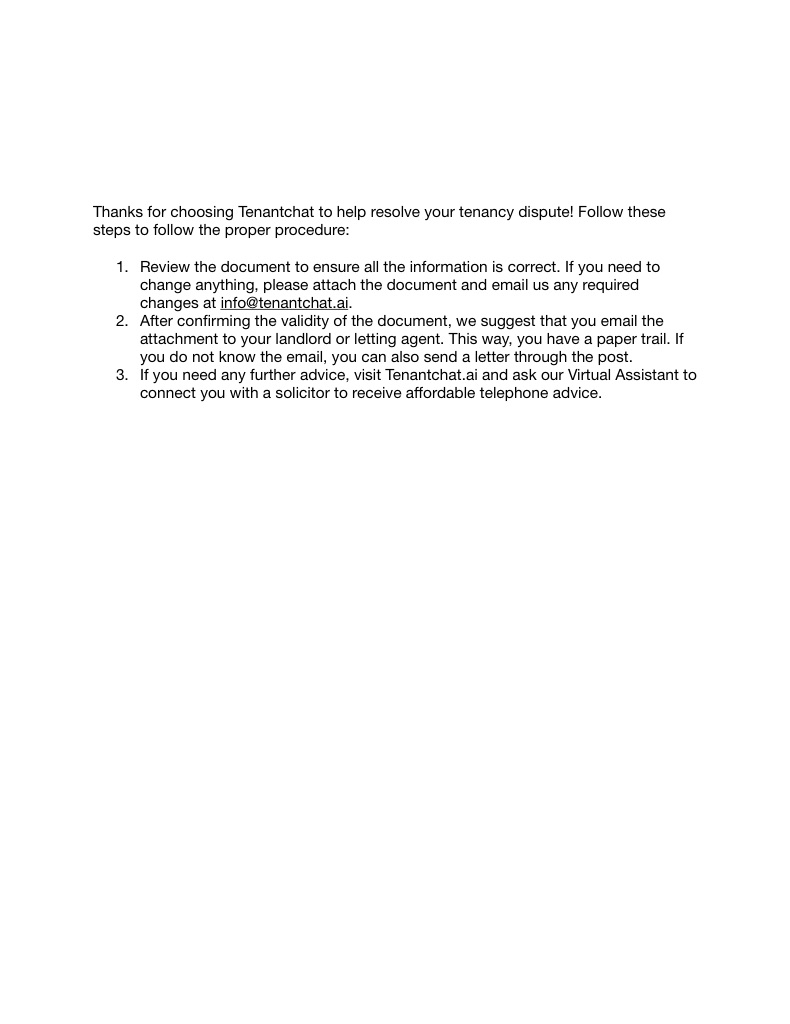 Thanks for choosing Tenantchat to help resolve your tenancy dispute! Follow these
steps to follow the proper procedure:
1. Review the document to ensure all the information is correct. If you need to
change anything, please attach the document and email us any required
changes at info@tenantchat.ai.
2. After confirming the validity of the document, we suggest that you email the
attachment to your landlord or letting agent. This way, you have a paper trail. If
you do not know the email, you can also send a letter through the post.
3. If you need any further advice, visit Tenantchat.ai and ask our Virtual Assistant to
connect you with a solicitor to receive affordable telephone advice.